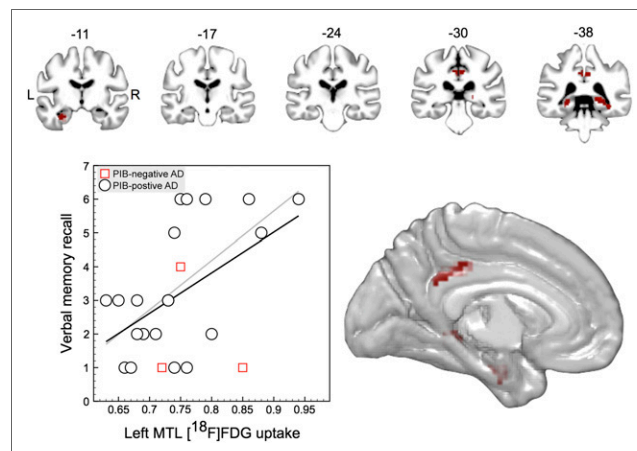 -11 -17 -24 -30 -38
L R
7
PIB-negative AD
PIB-postive AD
6
5
4
3
2
1
0
Verbal memory recall
0.65 0.7 0.75 0.8 0.85 0.9 0.95
Left MTL [18F]FDG uptake